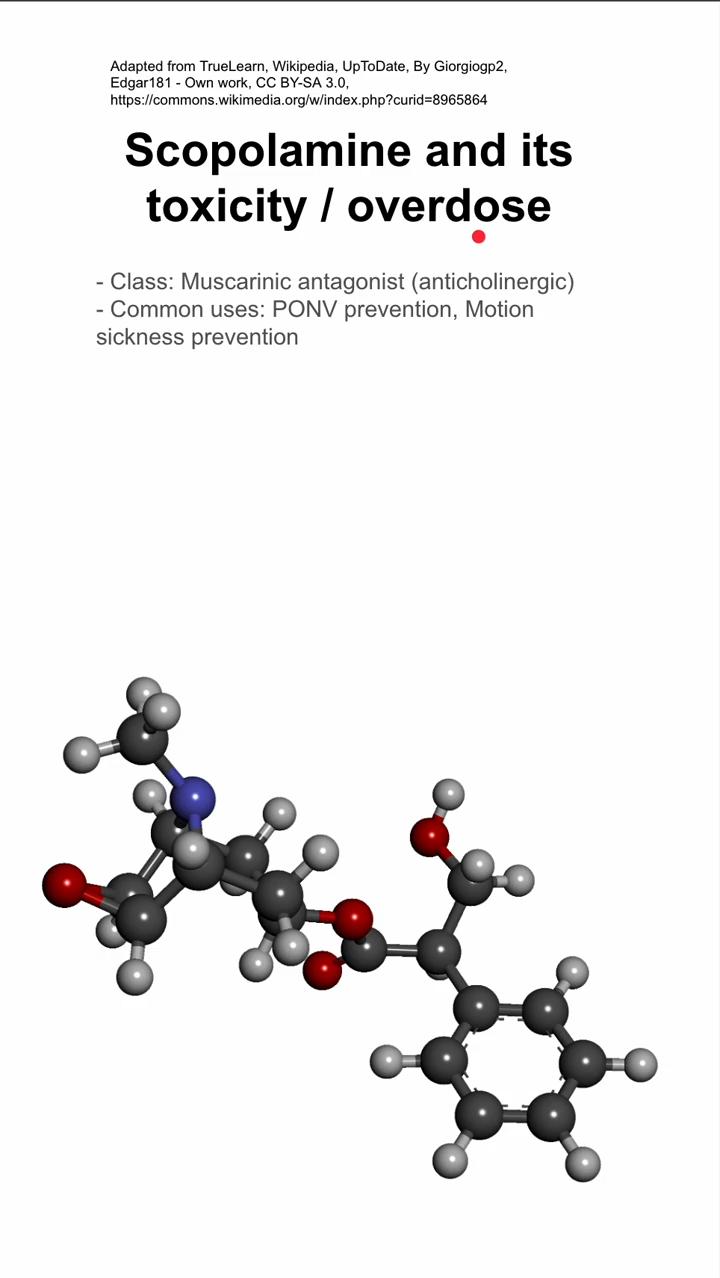 Adapted from TrueLearn, Wikipedia, UpToDate, By Giorgiogp2,
Edgar181 - Own work, CC BY-SA 3.0,
https://commons.wikimedia.org/w/index.php?curid=8965864
Scopolamine and its
toxicity / overdose
- Class: Muscarinic antagonist (anticholinergic)
- Common uses: PONV prevention, Motion
sickness prevention